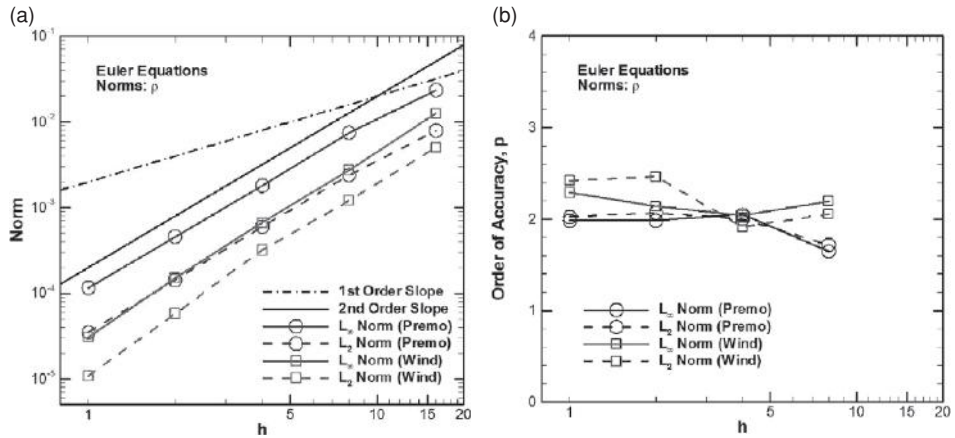 (a)
10⁻¹
10⁻²
10⁻³
10⁻⁴
10⁻⁵
Norm
Euler Equations
Norms: ρ
1st Order Slope
2nd Order Slope
L∞ Norm (Premo)
L₂ Norm (Premo)
L∞ Norm (Wind)
L₂ Norm (Wind)
1
5
10
15
20
h
(b)
4
3
2
1
0
Order of Accuracy, p
Euler Equations
Norms: ρ
L∞ Norm (Premo)
L₂ Norm (Premo)
L∞ Norm (Wind)
L₂ Norm (Wind)
1
5
10
15
20
h